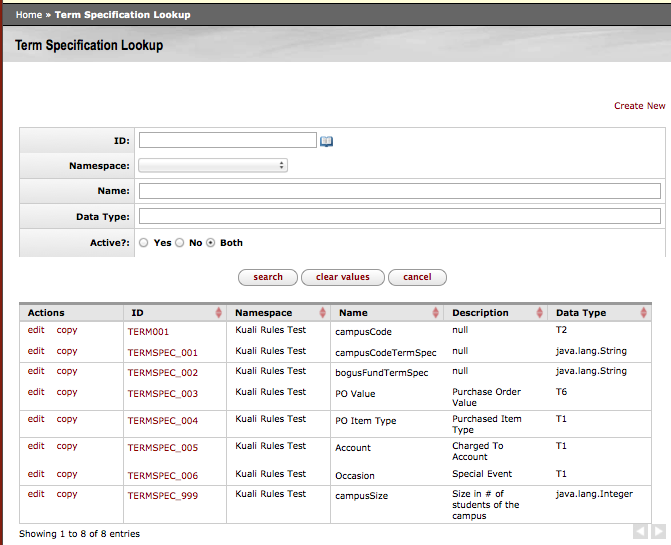 Home » Term Specification Lookup
Term Specification Lookup
Create New
ID:
Namespace:
Name:
Data Type:
Active?: Yes No Both
search clear values cancel
Actions ID Namespace Name Description Data Type
edit copy TERM001 Kuali Rules Test campusCode null T2
edit copy TERMSPEC_001 Kuali Rules Test campusCodeTermSpec null java.lang.String
edit copy TERMSPEC_002 Kuali Rules Test bogusFundTermSpec null java.lang.String
edit copy TERMSPEC_003 Kuali Rules Test PO Value Purchase Order T6
Value
edit copy TERMSPEC_004 Kuali Rules Test PO Item Type Purchased Item T1
Type
edit copy TERMSPEC_005 Kuali Rules Test Account Charged To T1
Account
edit copy TERMSPEC_006 Kuali Rules Test Occasion Special Event T1
edit copy TERMSPEC_999 Kuali Rules Test campusSize Size in # of java.lang.Integer
students of the
campus
Showing 1 to 8 of 8 entries